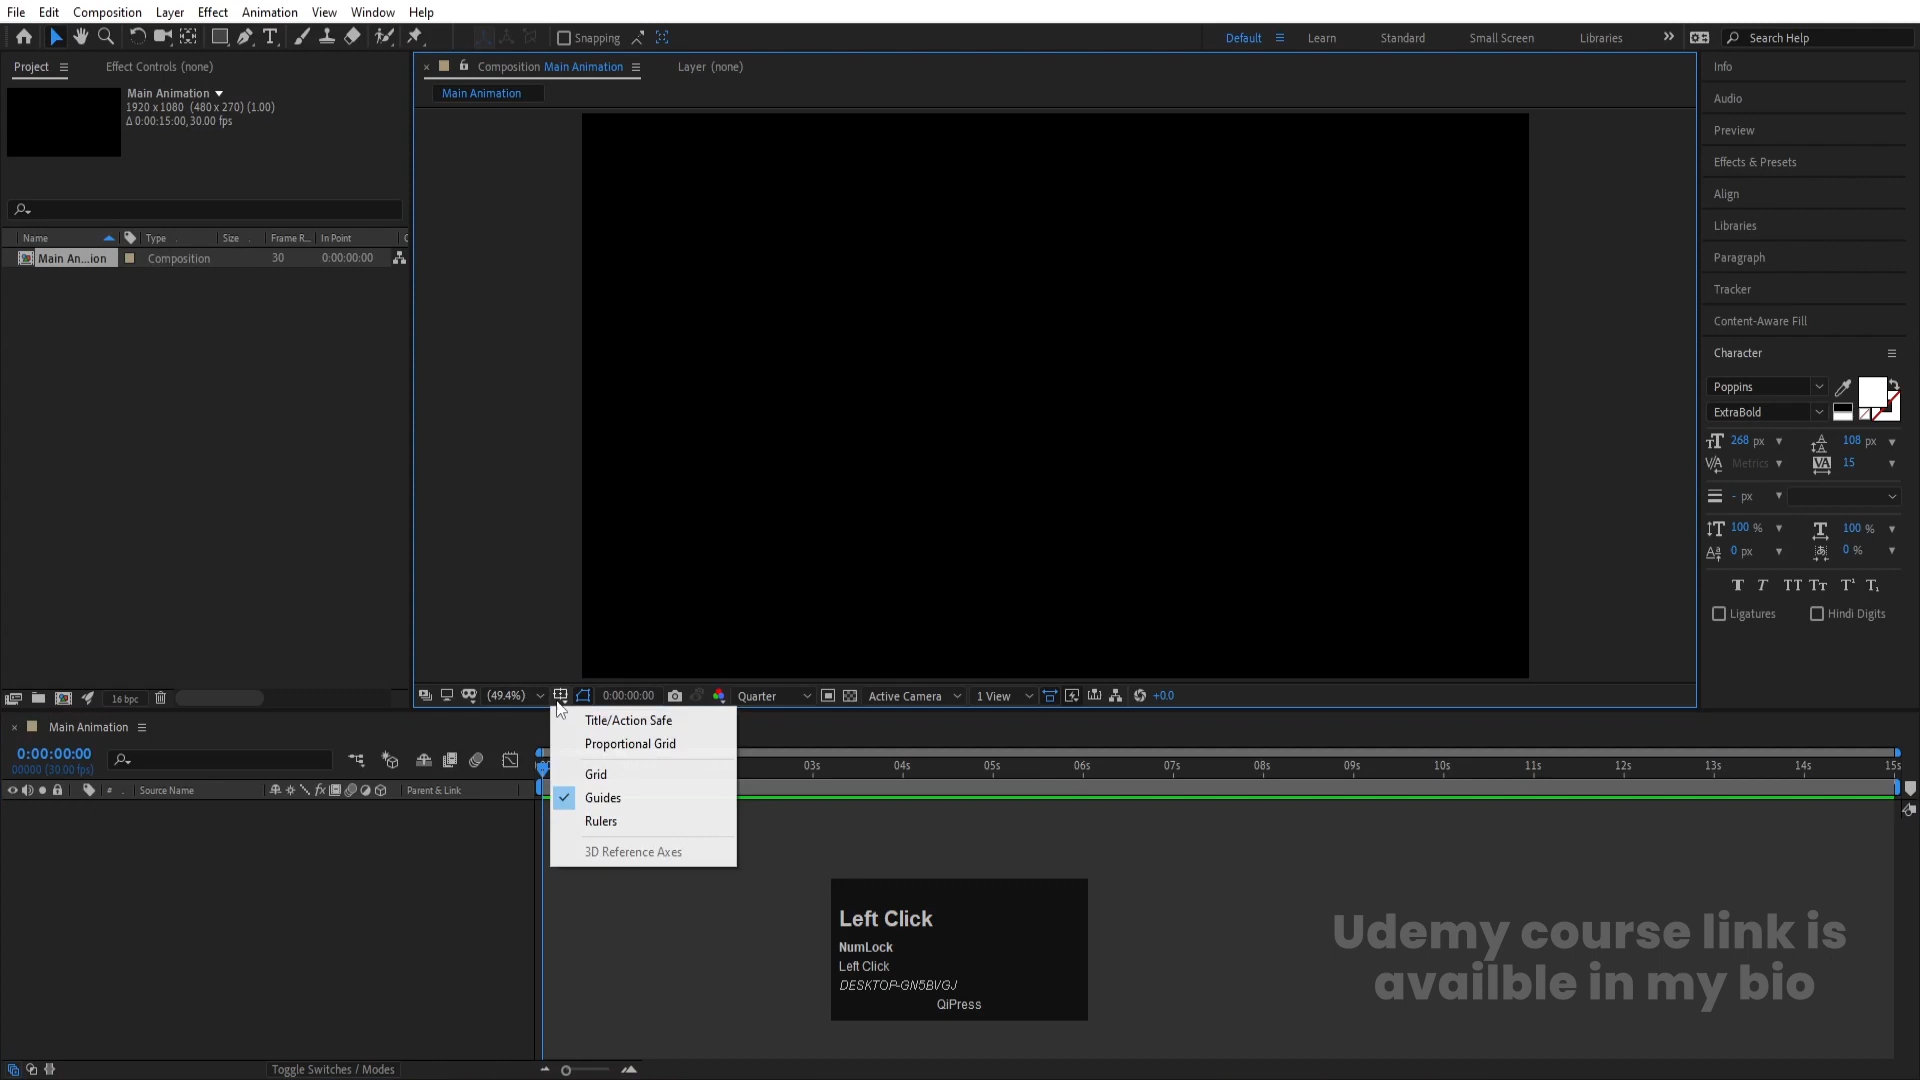 File Edit Composition Layer Effect Animation View Window Help
Snapping Default Learn Standard Small Screen Libraries Search Help
Project Effect Controls (none)
Composition Main Animation Layer (none)
Main Animation
Main Animation
1920 x 1080 (480 x 270) (1.00)
Δ 0:00:15:00, 30.00 fps
Name Type Size Frame R... In Point
Main An...ion Composition 30 0:00:00:00
Info
Audio
Preview
Effects & Presets
Align
Libraries
Paragraph
Tracker
Content-Aware Fill
Character
Poppins
ExtraBold
268 px 108 px
Metrics 15
- px
100 % 100 %
0 px 0 %
T T TT Tт T¹ T₁
Ligatures Hindi Digits
16 bpc
(49.4%) 0:00:00:00 Quarter Active Camera 1 View +0.0
Title/Action Safe
Proportional Grid
Grid
Guides
Rulers
3D Reference Axes
Main Animation
0:00:00:00
00000 (30.00 fps)
03s 04s 05s 06s 07s 08s 09s 10s 11s 12s 13s 14s 15s
# Source Name fx Parent & Link
Left Click
NumLock
Left Click
DESKTOP-GN5BVGJ
QiPress
Udemy course link is
availble in my bio
Toggle Switches / Modes